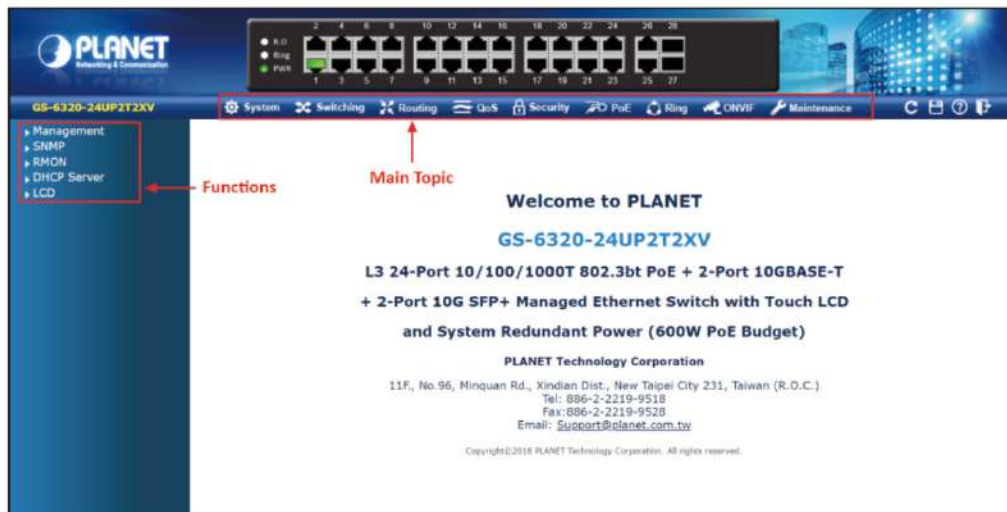 PLANET
Networking & Communication
2 4 6 8 10 12 14 16 18 20 22 24 26 28
R.O
Ring
PWR
1 3 5 7 9 11 13 15 17 19 21 23 25 27
GS-6320-24UP2T2XV
System Switching Routing QoS Security PoE Ring ONVIF Maintenance
Management
SNMP
RMON
DHCP Server
LCD
Functions
Main Topic
Welcome to PLANET
GS-6320-24UP2T2XV
L3 24-Port 10/100/1000T 802.3bt PoE + 2-Port 10GBASE-T
+ 2-Port 10G SFP+ Managed Ethernet Switch with Touch LCD
and System Redundant Power (600W PoE Budget)
PLANET Technology Corporation
11F., No.96, Minquan Rd., Xindian Dist., New Taipei City 231, Taiwan (R.O.C.)
Tel: 886-2-2219-9518
Fax:886-2-2219-9528
Email: Support@planet.com.tw
Copyright©2018 PLANET Technology Corporation. All rights reserved.